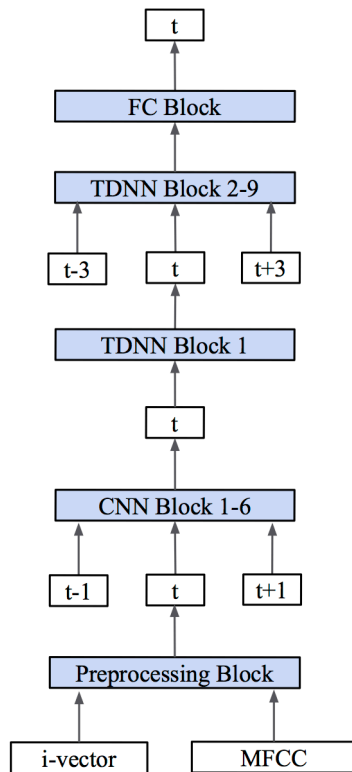 t
FC Block
TDNN Block 2-9
t-3 t t+3
TDNN Block 1
t
CNN Block 1-6
t-1 t t+1
Preprocessing Block
i-vector MFCC